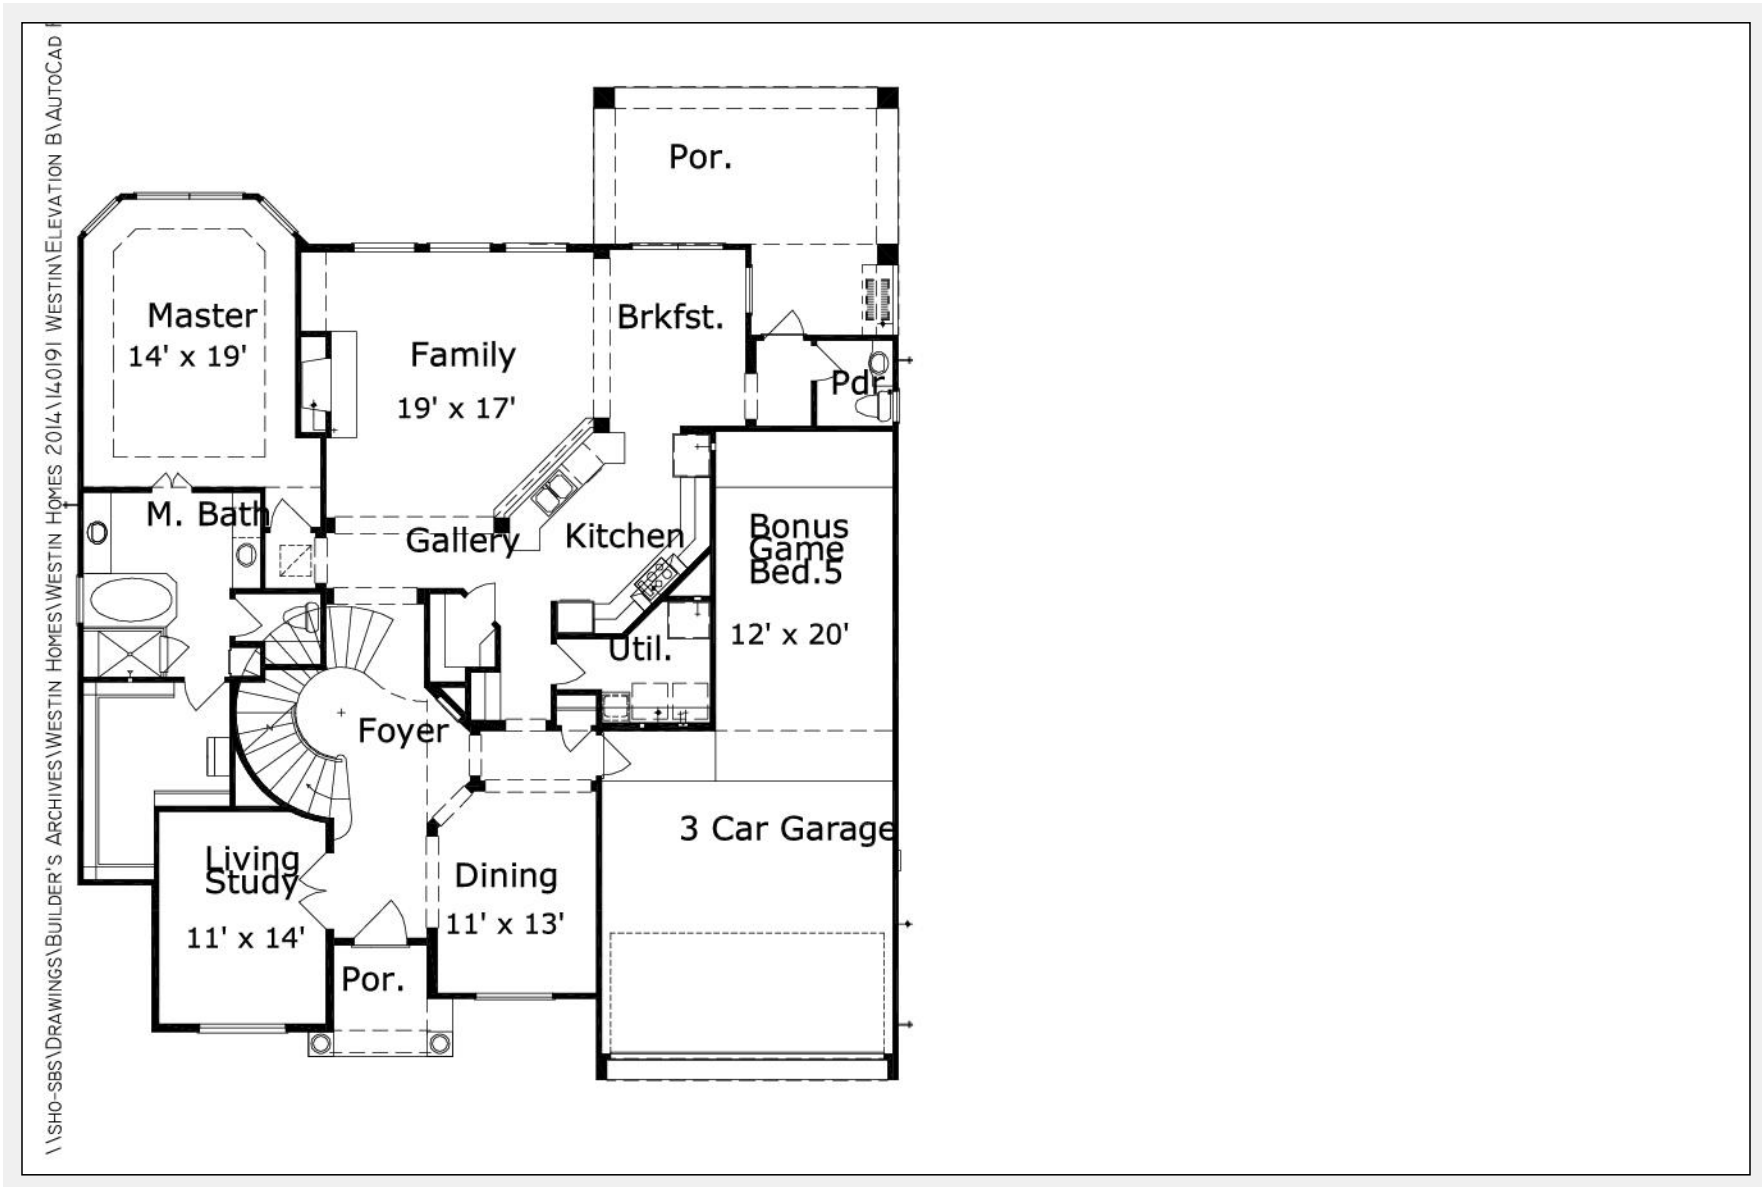 \\SHO-SBS\DRAWINGS\BUILDER'S ARCHIVES\WESTIN HOMES\WESTIN HOMES 2014\140191 WESTIN\ELEVATION B\AUTOCAD
Por.
Master
14' x 19'
Family
19' x 17'
Brkfst.
Pdr
M. Bath
Gallery
Kitchen
Bonus
Game
Bed.5
12' x 20'
Util.
Foyer
3 Car Garage
Living
Study
11' x 14'
Dining
11' x 13'
Por.